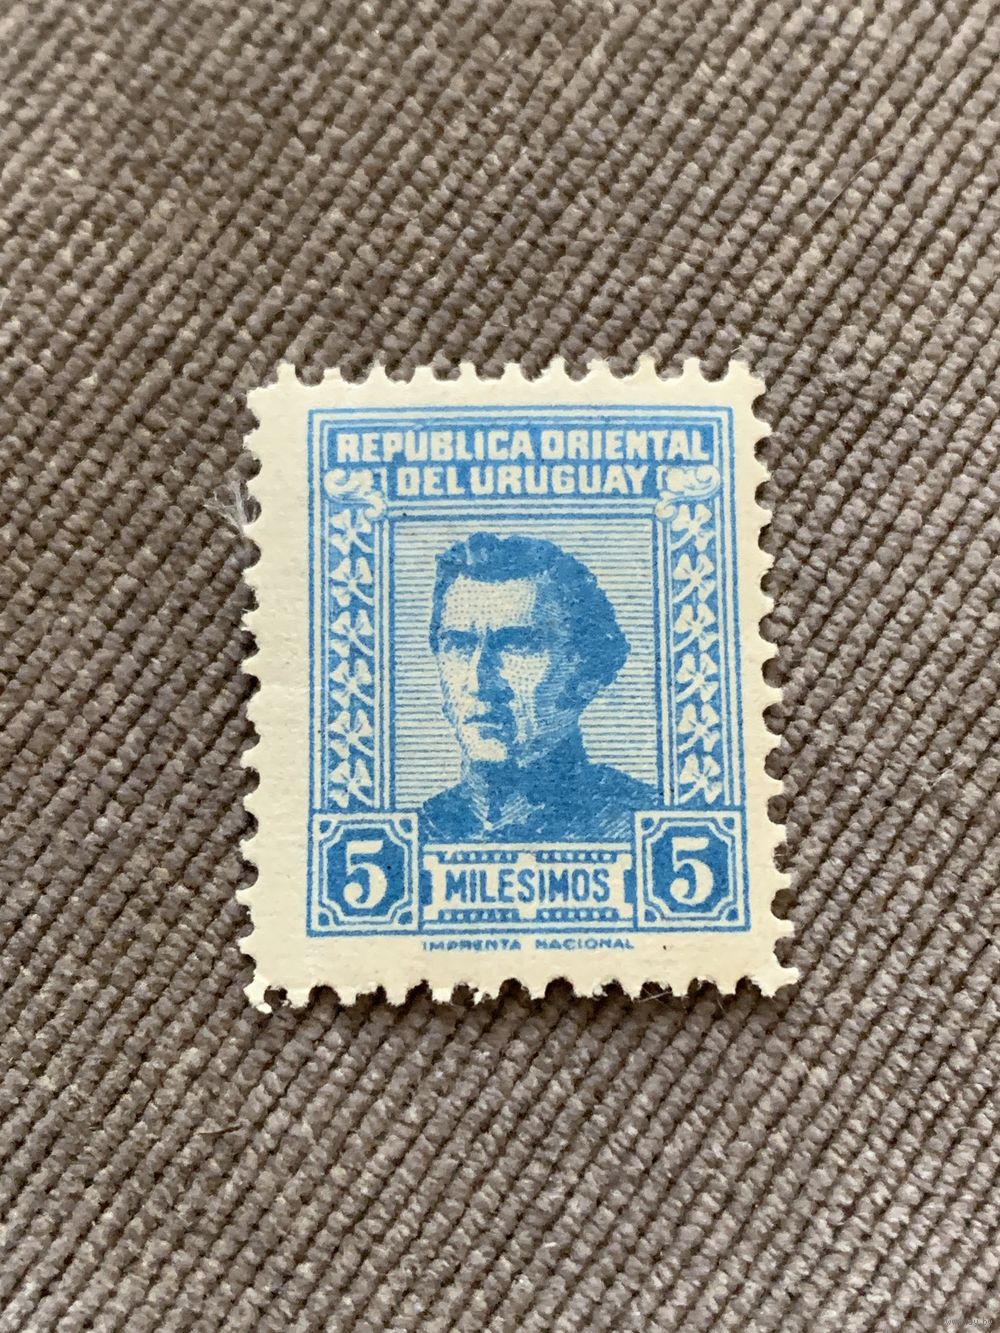 REPUBLICA ORIENTAL
DEL URUGUAY
5 MILESIMOS 5
IMPRENTA NACIONAL